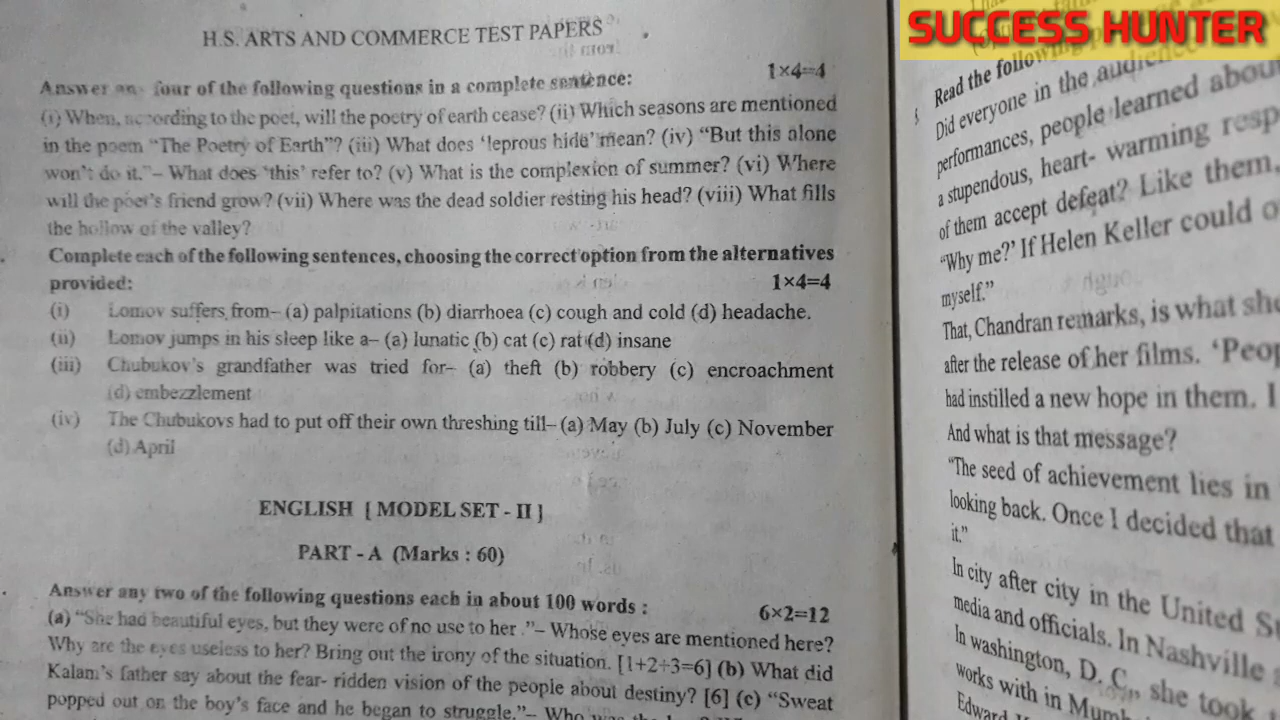 H.S. ARTS AND COMMERCE TEST PAPERS
Answer any four of the following questions in a complete sentence: 1×4=4
(i) When, according to the poet, will the poetry of earth cease? (ii) Which seasons are mentioned
in the poem "The Poetry of Earth"? (iii) What does 'leprous hide' mean? (iv) "But this alone
won't do it."– What does 'this' refer to? (v) What is the complexion of summer? (vi) Where
will the poet's friend grow? (vii) Where was the dead soldier resting his head? (viii) What fills
the hollow of the valley?
Complete each of the following sentences, choosing the correct option from the alternatives
provided: 1×4=4
(i) Lomov suffers from– (a) palpitations (b) diarrhoea (c) cough and cold (d) headache.
(ii) Lomov jumps in his sleep like a– (a) lunatic (b) cat (c) rat (d) insane
(iii) Chubukov's grandfather was tried for– (a) theft (b) robbery (c) encroachment
(d) embezzlement
(iv) The Chubukovs had to put off their own threshing till– (a) May (b) July (c) November
(d) April
ENGLISH [ MODEL SET - II ]
PART - A (Marks : 60)
Answer any two of the following questions each in about 100 words : 6×2=12
(a) "She had beautiful eyes, but they were of no use to her ."– Whose eyes are mentioned here?
Why are the eyes useless to her? Bring out the irony of the situation. [1+2+3=6] (b) What did
Kalam's father say about the fear- ridden vision of the people about destiny? [6] (c) "Sweat
popped out on the boy's face and he began to struggle."– Who was the
SUCCESS HUNTER
Read the following
Did everyone in the audience
performances, people learned about
a stupendous, heart- warming
of them accept defeat? Like them,
"Why me?' If Helen Keller could
myself."
That, Chandran remarks, is what she
after the release of her films.
had instilled a new hope in them. I
And what is that message?
"The seed of achievement lies in
looking back. Once I decided that
it."
In city after city in the United
media and officials. In Nashville
In washington, D. C., she took
works with in
Edward